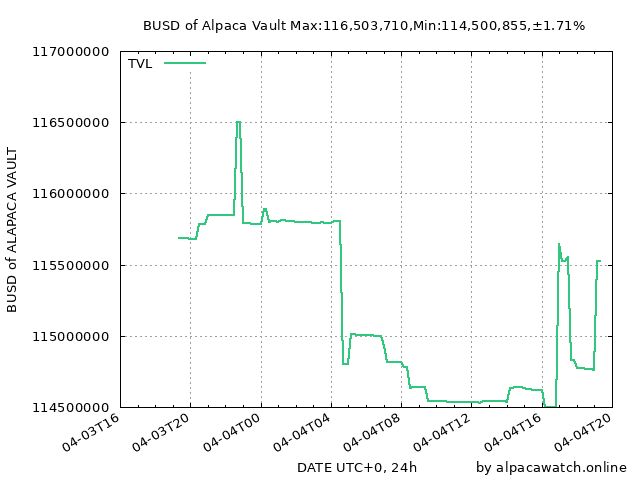 BUSD of Alpaca Vault Max:116,503,710,Min:114,500,855,±1.71%
117000000
TVL
116500000
116000000
115500000
115000000
114500000
BUSD of ALAPACA VAULT
04-03T16 04-03T20 04-04T00 04-04T04 04-04T08 04-04T12 04-04T16 04-04T20
DATE UTC+0, 24h by alpacawatch.online